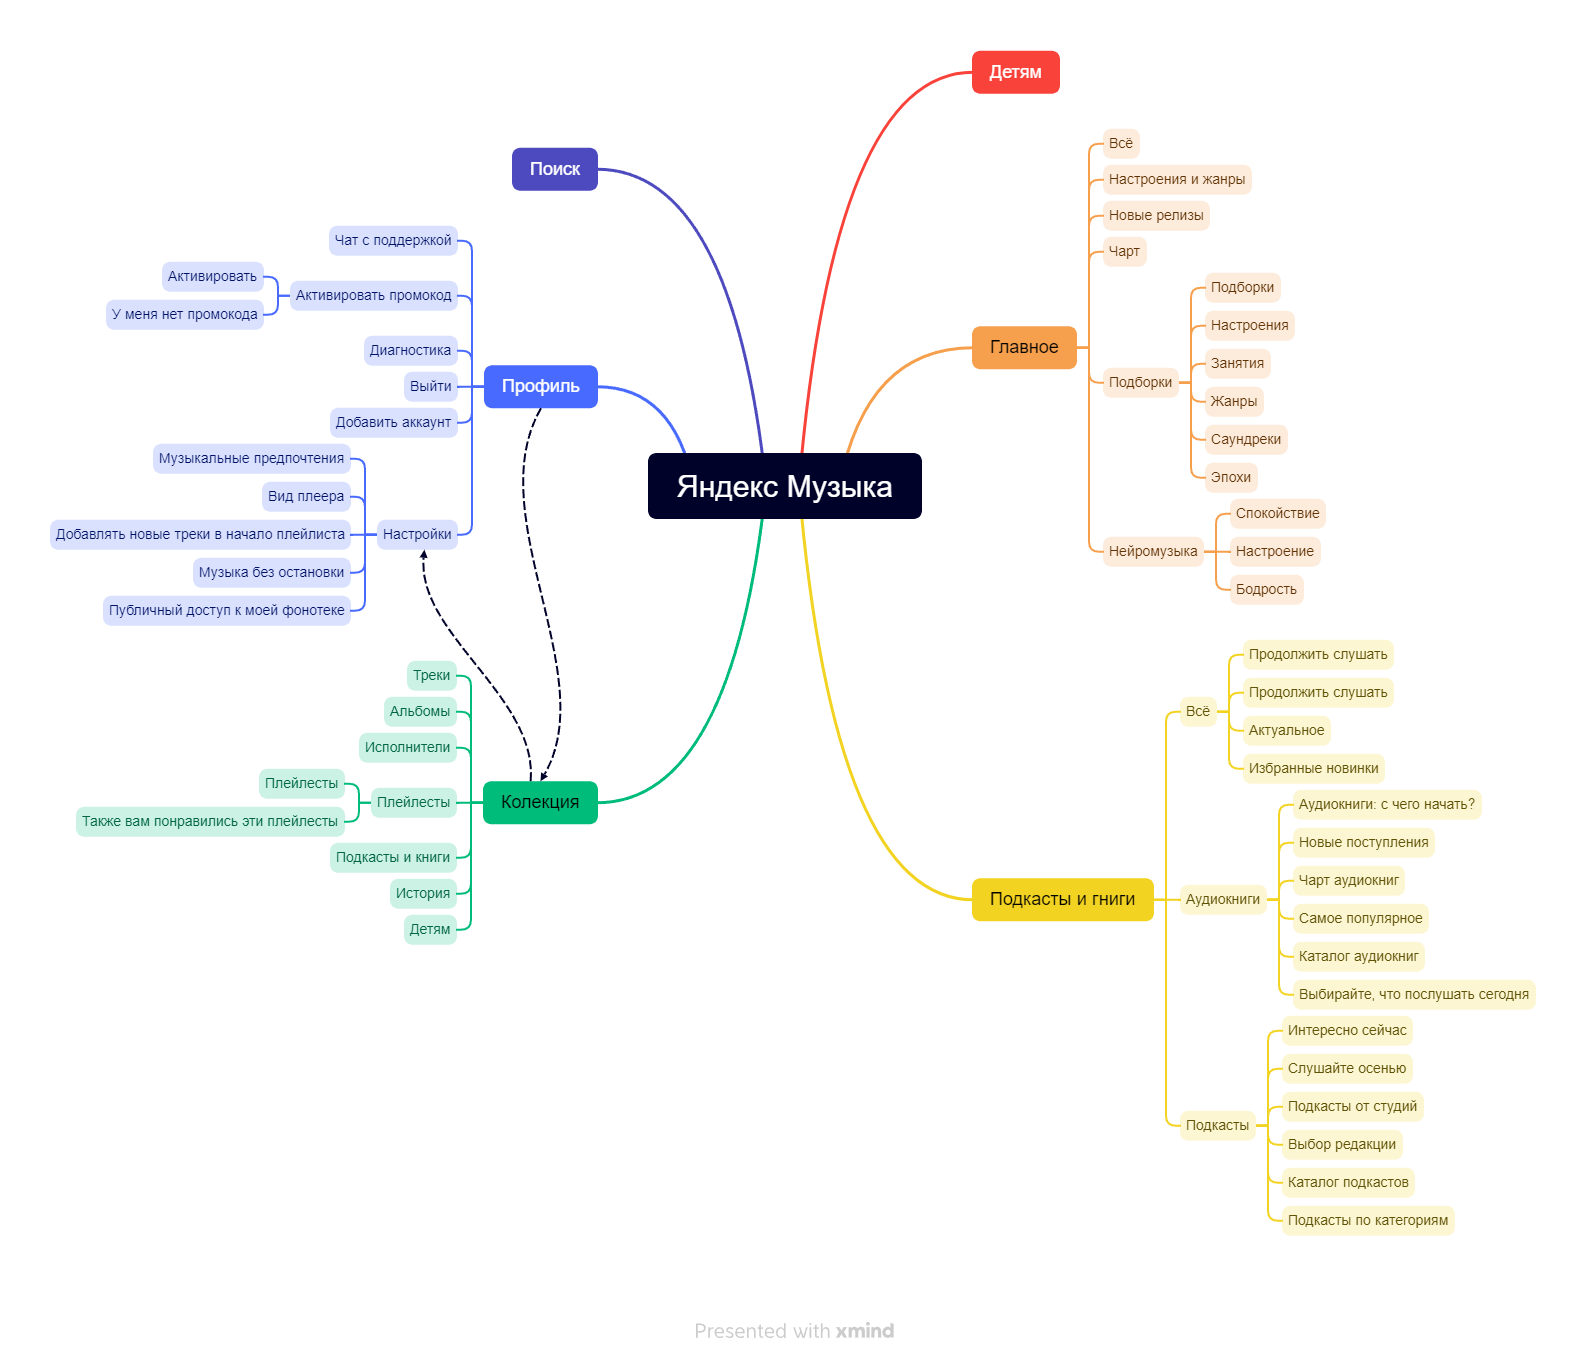 Яндекс Музыка
Детям
Главное
Всё
Настроения и жанры
Новые релизы
Чарт
Подборки
Подборки
Настроения
Занятия
Жанры
Саундреки
Эпохи
Нейромузыка
Спокойствие
Настроение
Бодрость
Подкасты и гниги
Всё
Продолжить слушать
Продолжить слушать
Актуальное
Избранные новинки
Аудиокниги
Аудиокниги: с чего начать?
Новые поступления
Чарт аудиокниг
Самое популярное
Каталог аудиокниг
Выбирайте, что послушать сегодня
Подкасты
Интересно сейчас
Слушайте осенью
Подкасты от студий
Выбор редакции
Каталог подкастов
Подкасты по категориям
Поиск
Профиль
Чат с поддержкой
Активировать промокод
Активировать
У меня нет промокода
Диагностика
Выйти
Добавить аккаунт
Настройки
Музыкальные предпочтения
Вид плеера
Добавлять новые треки в начало плейлиста
Музыка без остановки
Публичный доступ к моей фонотеке
Колекция
Треки
Альбомы
Исполнители
Плейлесты
Плейлесты
Также вам понравились эти плейлесты
Подкасты и книги
История
Детям
Presented with xmind